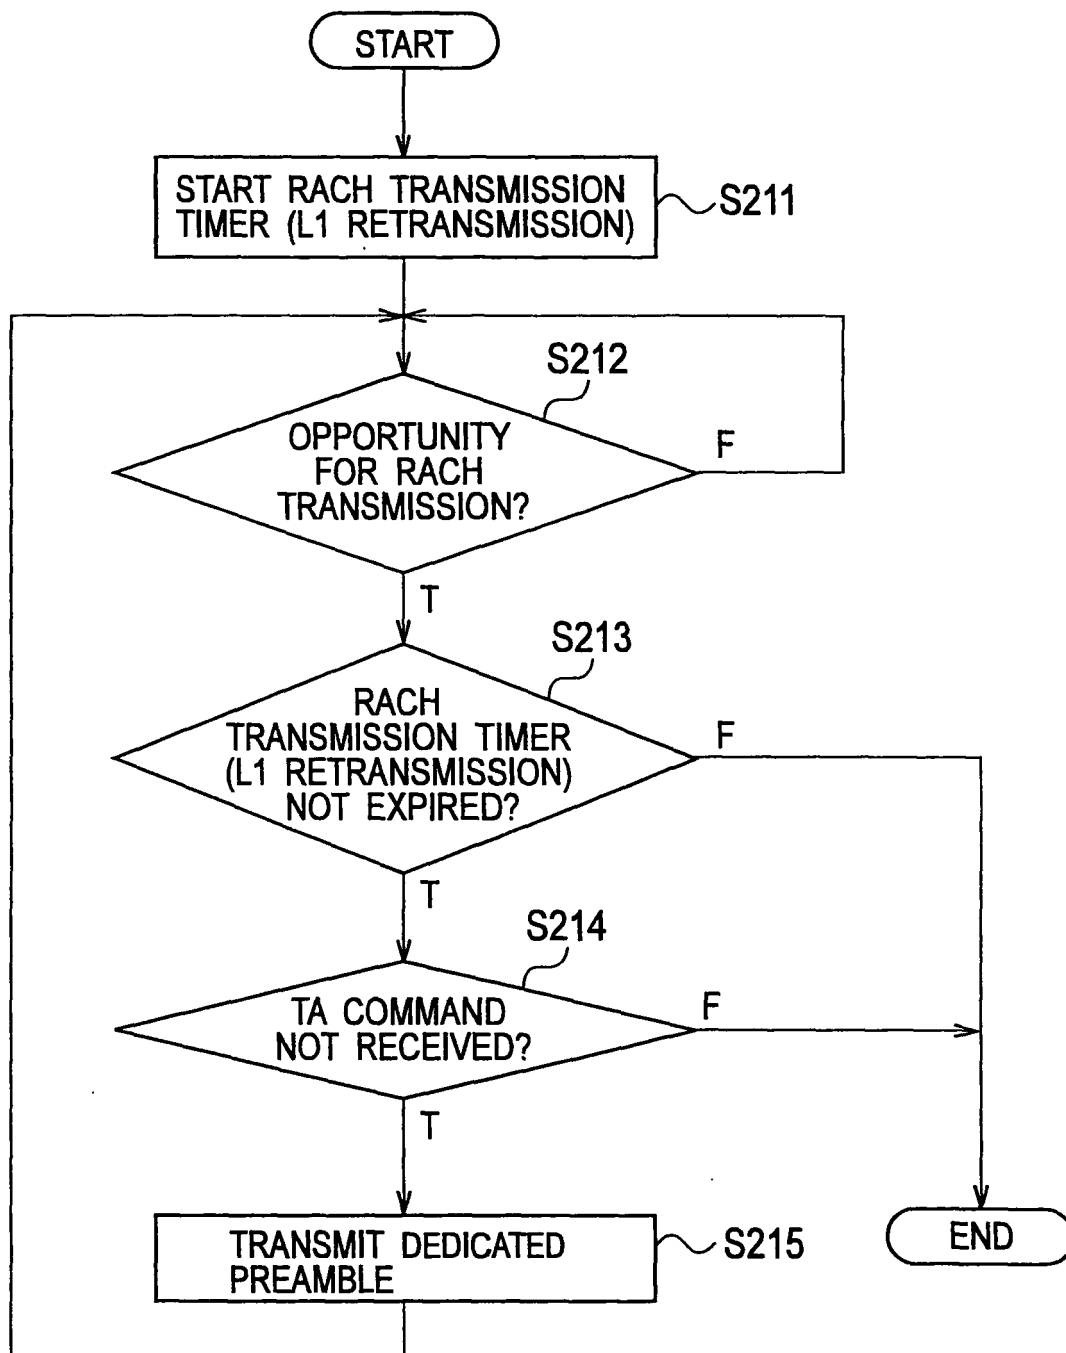 START
START RACH TRANSMISSION
TIMER (L1 RETRANSMISSION)
S211
S212
OPPORTUNITY
FOR RACH
TRANSMISSION?
F
T
S213
RACH
TRANSMISSION TIMER
(L1 RETRANSMISSION)
NOT EXPIRED?
F
T
S214
TA COMMAND
NOT RECEIVED?
F
T
TRANSMIT DEDICATED
PREAMBLE
S215
END